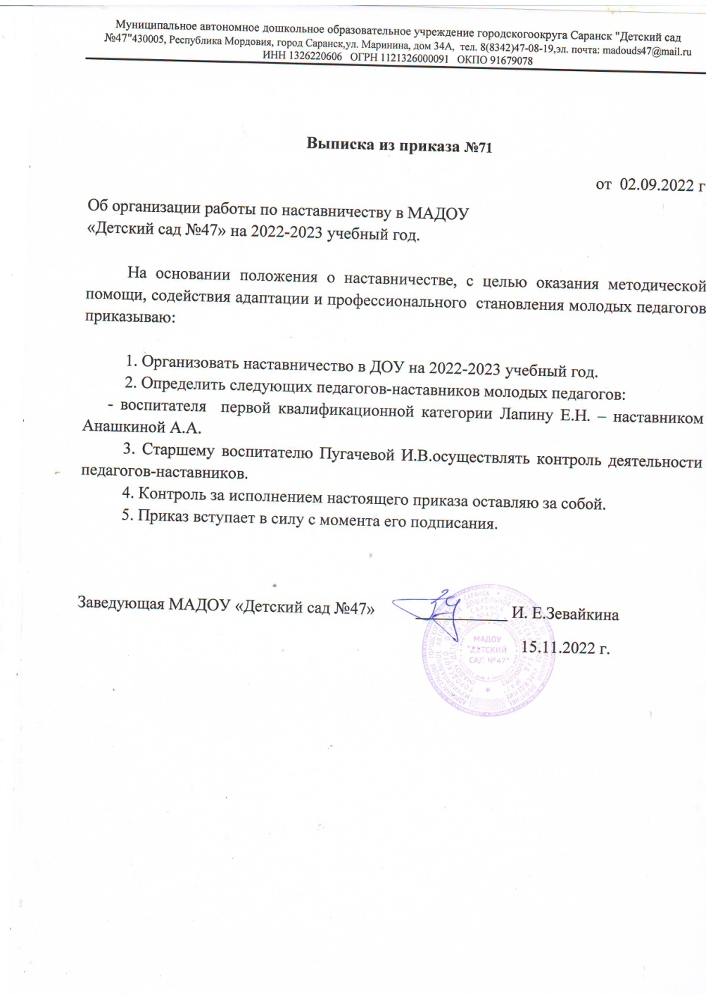 Муниципальное автономное дошкольное образовательное учреждение городскогоокруга Саранск "Детский сад
№47"430005, Республика Мордовия, город Саранск,ул. Маринина, дом 34А, тел. 8(8342)47-08-19,эл. почта: madouds47@mail.ru
ИНН 1326220606 ОГРН 1121326000091 ОКПО 91679078
Выписка из приказа №71
от 02.09.2022 г
Об организации работы по наставничеству в МАДОУ
«Детский сад №47» на 2022-2023 учебный год.
На основании положения о наставничестве, с целью оказания методической
помощи, содействия адаптации и профессионального становления молодых педагогов
приказываю:
1. Организовать наставничество в ДОУ на 2022-2023 учебный год.
2. Определить следующих педагогов-наставников молодых педагогов:
- воспитателя первой квалификационной категории Лапину Е.Н. – наставником
Анашкиной А.А.
3. Старшему воспитателю Пугачевой И.В.осуществлять контроль деятельности
педагогов-наставников.
4. Контроль за исполнением настоящего приказа оставляю за собой.
5. Приказ вступает в силу с момента его подписания.
Заведующая МАДОУ «Детский сад №47» ___________ И. Е.Зевайкина
15.11.2022 г.
МАДОУ
"ДЕТСКИЙ
САД №47"